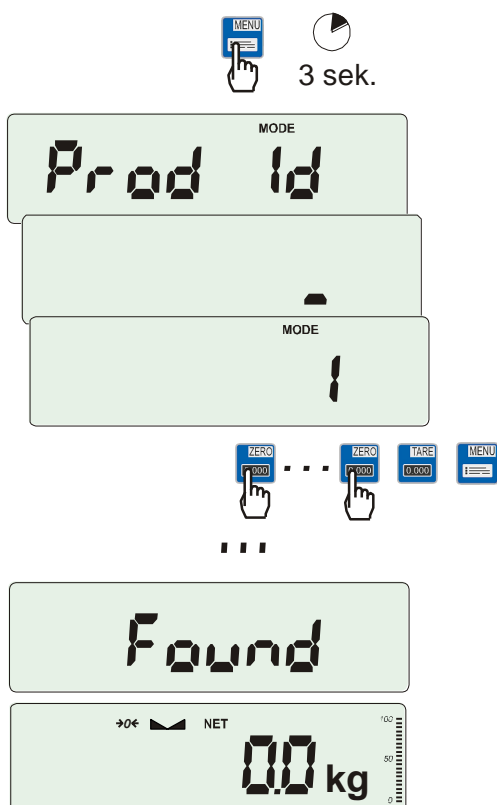 MENU
3 sek.
MODE
Prod Id
_
MODE
1
ZERO 0.000 ... ZERO 0.000 TARE 0.000 MENU
...
Found
→0← NET 100
50
0.0 kg
0